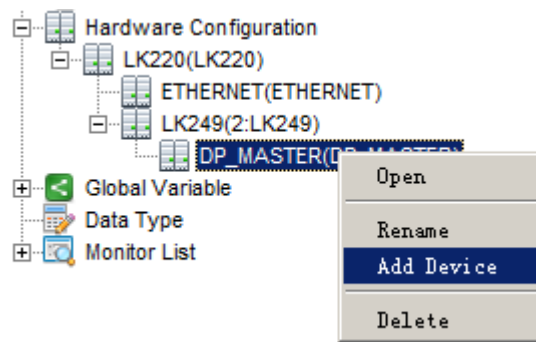 Hardware Configuration
LK220(LK220)
ETHERNET(ETHERNET)
LK249(2:LK249)
DP_MASTER(DP_MASTER)
Global Variable
Data Type
Monitor List
Open
Rename
Add Device
Delete